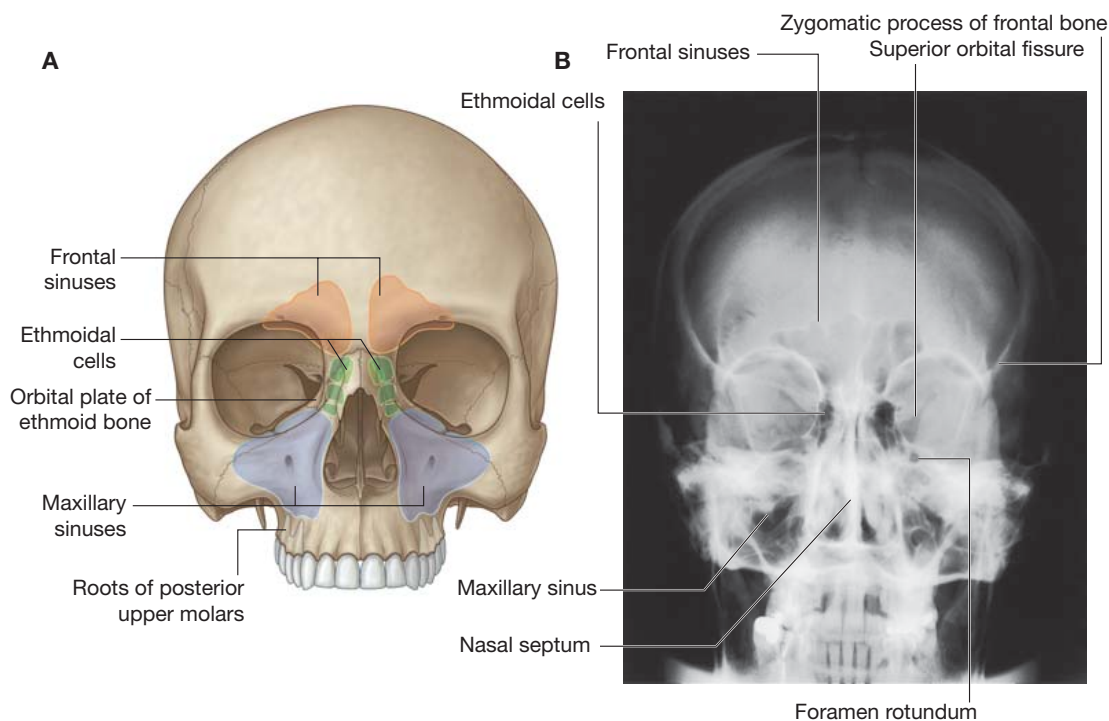 A
Frontal
sinuses
Ethmoidal
cells
Orbital plate of
ethmoid bone
Maxillary
sinuses
Roots of posterior
upper molars
B
Zygomatic process of frontal bone
Frontal sinuses
Superior orbital fissure
Ethmoidal cells
Maxillary sinus
Nasal septum
Foramen rotundum